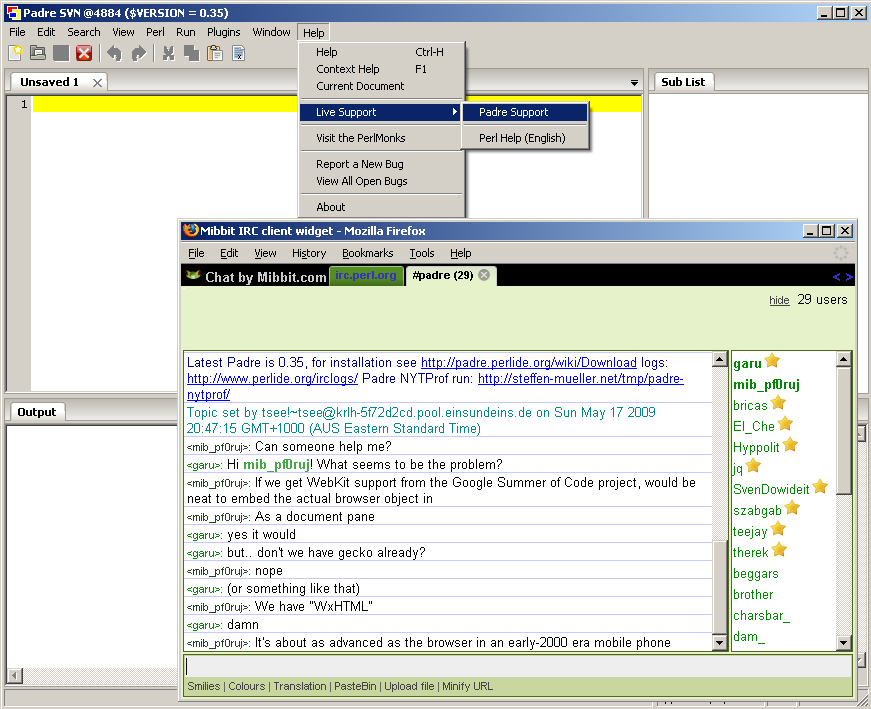 Padre SVN @4884 ($VERSION = 0.35)
File Edit Search View Perl Run Plugins Window Help
Unsaved 1
1
Sub List
Help Ctrl-H
Context Help F1
Current Document
Live Support
Visit the PerlMonks
Report a New Bug
View All Open Bugs
About
Padre Support
Perl Help (English)
Output
Mibbit IRC client widget - Mozilla Firefox
File Edit View History Bookmarks Tools Help
Chat by Mibbit.com irc.perl.org #padre (29) < >
hide 29 users
Latest Padre is 0.35, for installation see http://padre.perlide.org/wiki/Download logs:
http://www.perlide.org/irclogs/ Padre NYTProf run: http://steffen-mueller.net/tmp/padre-
nytprof/
Topic set by tsee!~tsee@krlh-5f72d2cd.pool.einsundeins.de on Sun May 17 2009
20:47:15 GMT+1000 (AUS Eastern Standard Time)
<mib_pf0ruj>: Can someone help me?
<garu>: Hi mib_pf0ruj! What seems to be the problem?
<mib_pf0ruj>: If we get WebKit support from the Google Summer of Code project, would be
neat to embed the actual browser object in
<mib_pf0ruj>: As a document pane
<garu>: yes it would
<garu>: but.. don't we have gecko already?
<mib_pf0ruj>: nope
<garu>: (or something like that)
<mib_pf0ruj>: We have "WxHTML"
<garu>: damn
<mib_pf0ruj>: It's about as advanced as the browser in an early-2000 era mobile phone
garu
mib_pf0ruj
bricas
El_Che
Hyppolit
jq
SvenDowideit
szabgab
teejay
therek
beggars
brother
charsbar_
dam_
Smilies | Colours | Translation | PasteBin | Upload file | Minify URL